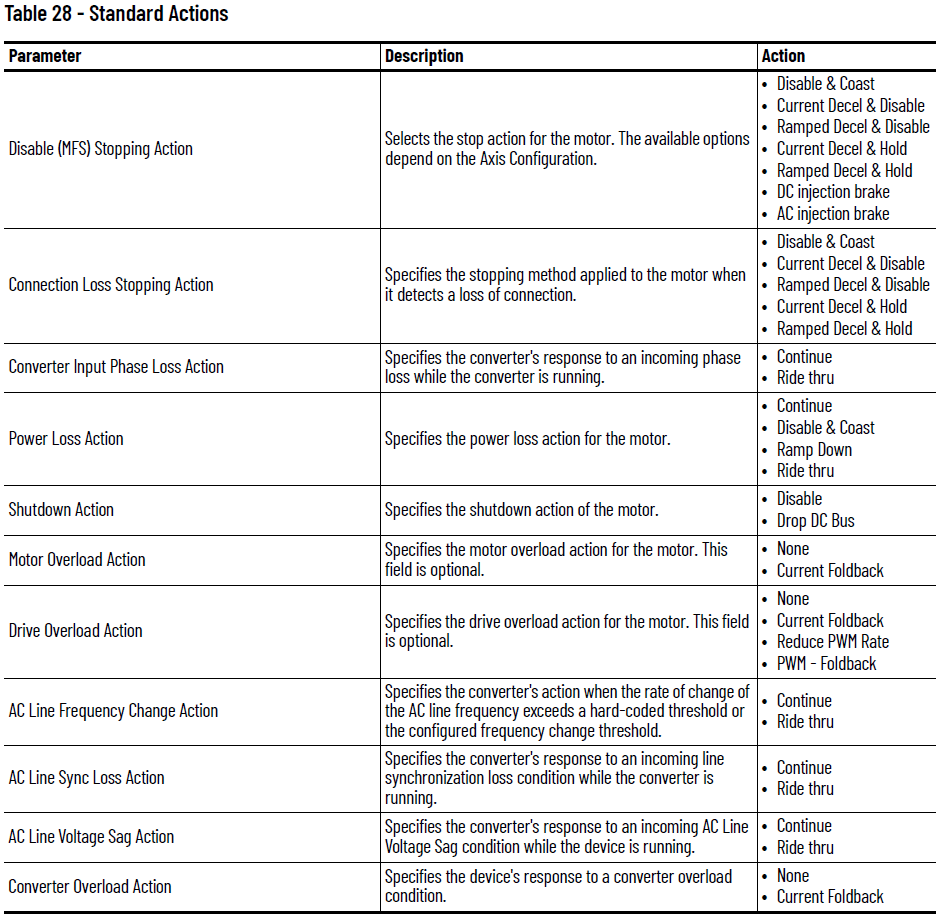 Table 28 - Standard Actions
Parameter
Description
Action
Disable (MFS) Stopping Action
Selects the stop action for the motor. The available options
depend on the Axis Configuration.
• Disable & Coast
• Current Decel & Disable
• Ramped Decel & Disable
• Current Decel & Hold
• Ramped Decel & Hold
• DC injection brake
• AC injection brake
Connection Loss Stopping Action
Specifies the stopping method applied to the motor when
it detects a loss of connection.
• Disable & Coast
• Current Decel & Disable
• Ramped Decel & Disable
• Current Decel & Hold
• Ramped Decel & Hold
Converter Input Phase Loss Action
Specifies the converter's response to an incoming phase
loss while the converter is running.
• Continue
• Ride thru
Power Loss Action
Specifies the power loss action for the motor.
• Continue
• Disable & Coast
• Ramp Down
• Ride thru
Shutdown Action
Specifies the shutdown action of the motor.
• Disable
• Drop DC Bus
Motor Overload Action
Specifies the motor overload action for the motor. This
field is optional.
• None
• Current Foldback
Drive Overload Action
Specifies the drive overload action for the motor. This field
is optional.
• None
• Current Foldback
• Reduce PWM Rate
• PWM - Foldback
AC Line Frequency Change Action
Specifies the converter's action when the rate of change of
the AC line frequency exceeds a hard-coded threshold or
the configured frequency change threshold.
• Continue
• Ride thru
AC Line Sync Loss Action
Specifies the converter's response to an incoming line
synchronization loss condition while the converter is
running.
• Continue
• Ride thru
AC Line Voltage Sag Action
Specifies the converter's response to an incoming AC Line
Voltage Sag condition while the device is running.
• Continue
• Ride thru
Converter Overload Action
Specifies the device's response to a converter overload
condition.
• None
• Current Foldback